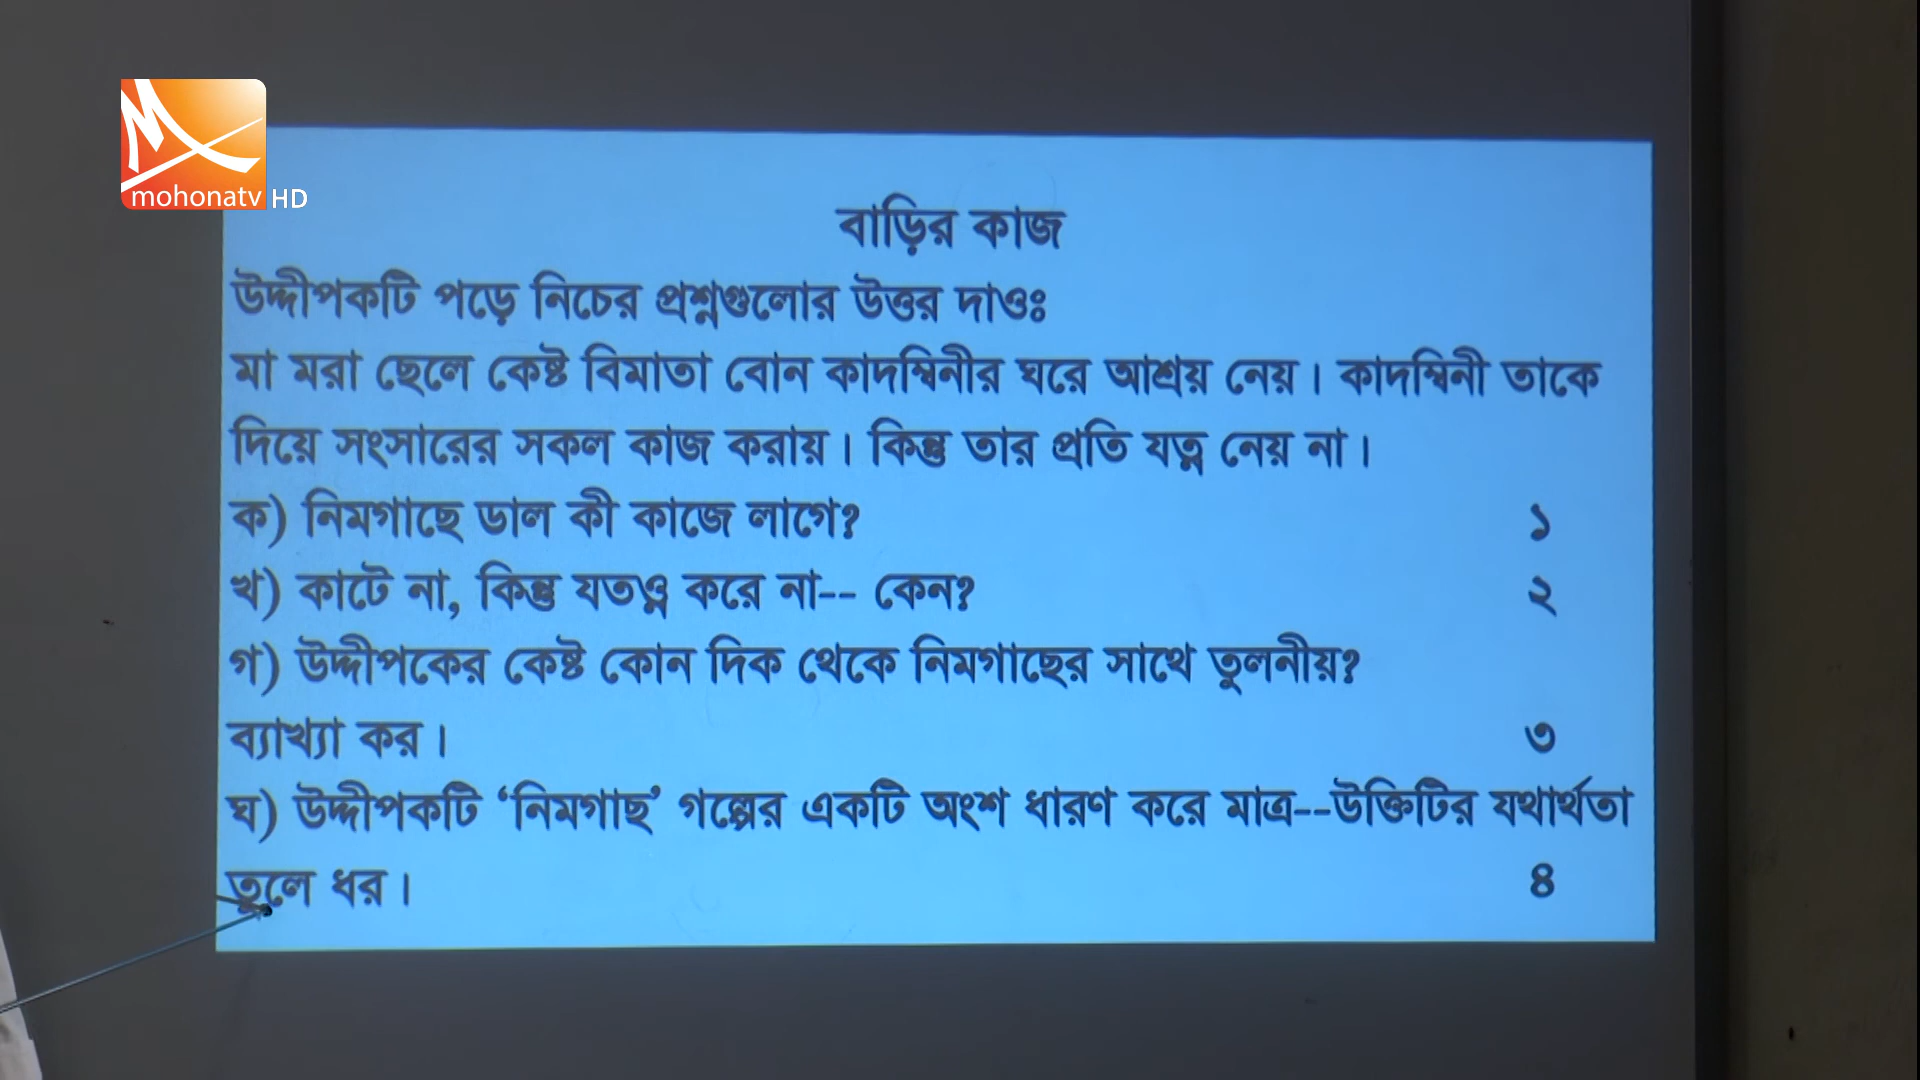 mohonatv HD
বাড়ির কাজ
উদ্দীপকটি পড়ে নিচের প্রশ্নগুলোর উত্তর দাওঃ
মা মরা ছেলে কেষ্ট বিমাতা বোন কাদম্বিনীর ঘরে আশ্রয় নেয়। কাদম্বিনী তাকে
দিয়ে সংসারের সকল কাজ করায়। কিন্তু তার প্রতি যত্ন নেয় না।
ক) নিমগাছে ডাল কী কাজে লাগে? ১
খ) কাটে না, কিন্তু যতত্ন করে না-- কেন? ২
গ) উদ্দীপকের কেষ্ট কোন দিক থেকে নিমগাছের সাথে তুলনীয়?
ব্যাখ্যা কর। ৩
ঘ) উদ্দীপকটি ‘নিমগাছ’ গল্পের একটি অংশ ধারণ করে মাত্র--উক্তিটির যথার্থতা
তুলে ধর। ৪